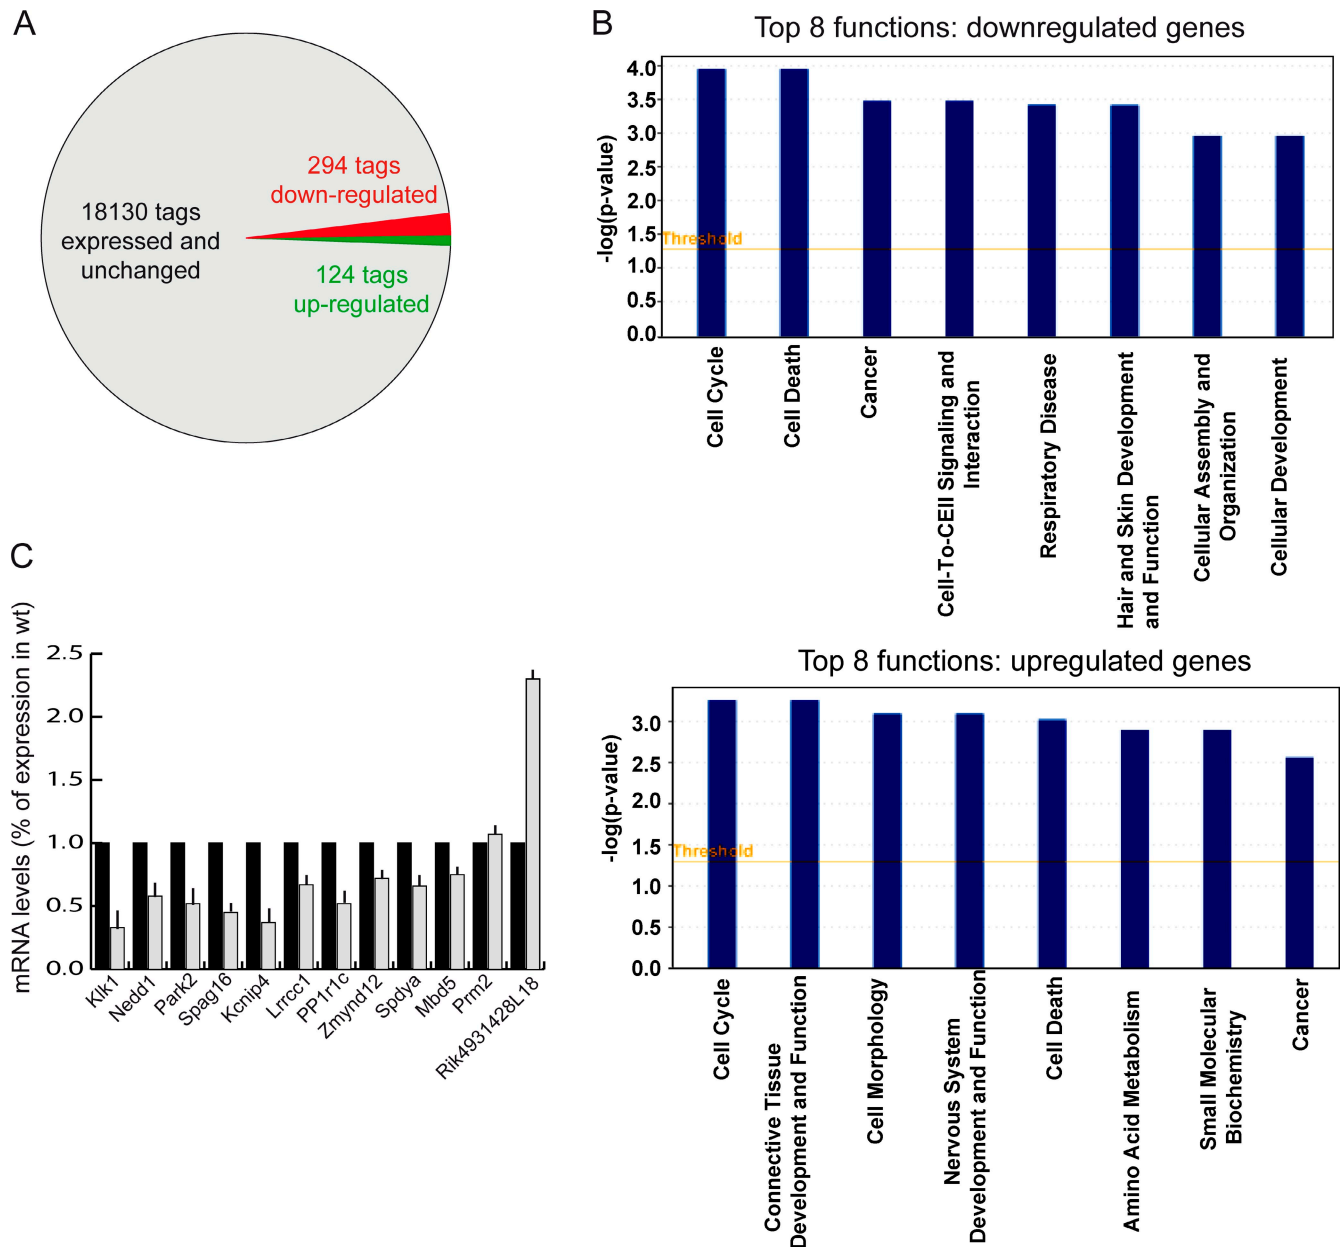 A
294 tags
down-regulated
18130 tags
expressed and
unchanged
124 tags
up-regulated
B
Top 8 functions: downregulated genes
-log(p-value)
4.0
3.5
3.0
2.5
2.0
1.5
1.0
0.5
0.0
Threshold
Cell Cycle
Cell Death
Cancer
Cell-To-CEll Signaling and
Interaction
Respiratory Disease
Hair and Skin Development
and Function
Cellular Assembly and
Organization
Cellular Development
Top 8 functions: upregulated genes
-log(p-value)
3.0
2.5
2.0
1.5
1.0
0.5
0.0
Threshold
Cell Cycle
Connective Tissue
Development and Function
Cell Morphology
Nervous System
Development and Function
Cell Death
Amino Acid Metabolism
Small Molecular
Biochemistry
Cancer
C
mRNA levels (% of expression in wt)
2.5
2.0
1.5
1.0
0.5
0.0
Klk1
Nedd1
Park2
Spag16
Kcnip4
Lrrcc1
PP1r1c
Zmynd12
Spdya
Mbd5
Prm2
Rik4931428L18